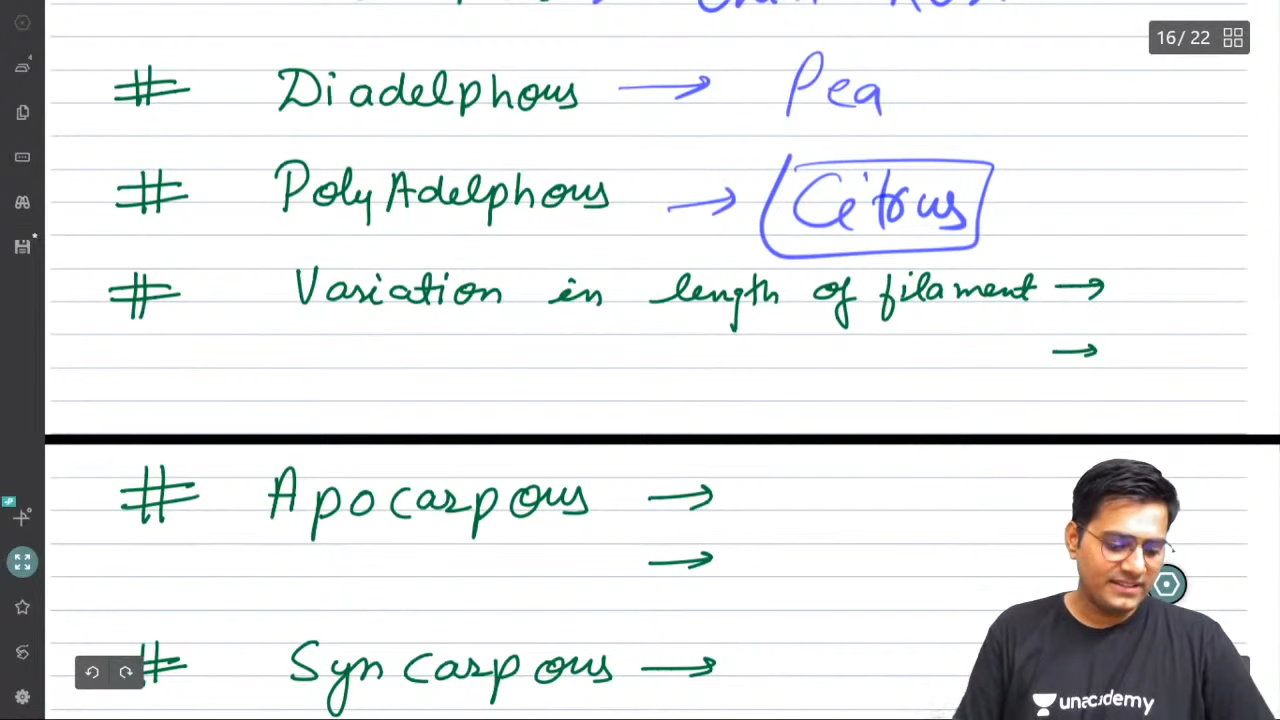 16/ 22
# Diadelphous → Pea
# PolyAdelphous → Citrus
# Variation in length of filament →
→
# Apocarpous →
→
# Syncarpous →
unacademy